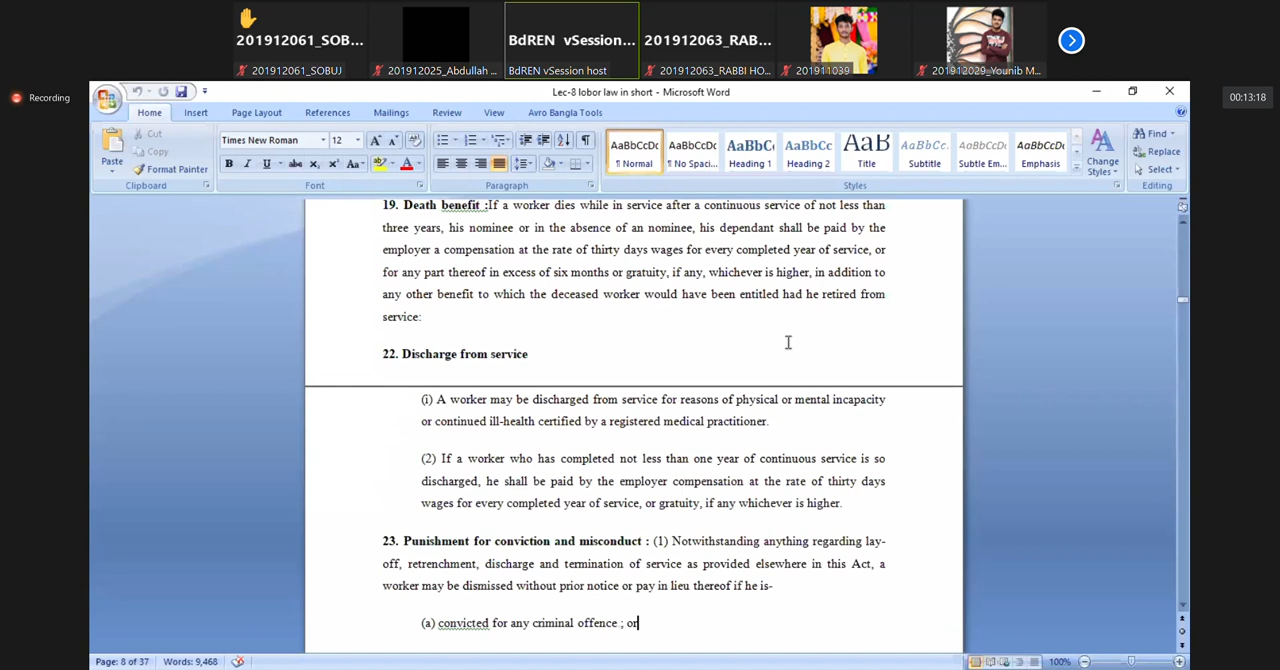 201912061_SOB...
BdREN vSession...
201912063_RAB...
201912061_SOBUJ
201912025_Abdullah ...
BdREN vSession host
201912063_RABBI HO...
201911039
201912029_Younib M...
Recording
00:13:18
Lec-8 lobor law in short - Microsoft Word
Home Insert Page Layout References Mailings Review View Avro Bangla Tools
Paste
Cut
Copy
Format Painter
Clipboard
Times New Roman 12
Font
Paragraph
AaBbCcDc AaBbCcDc AaBbCc AaBbCc AaB AaBbCc. AaBbCcDc AaBbCcDc
¶ Normal ¶ No Spaci... Heading 1 Heading 2 Title Subtitle Subtle Em... Emphasis
Change Styles
Styles
Find
Replace
Select
Editing
19. Death benefit :If a worker dies while in service after a continuous service of not less than
three years, his nominee or in the absence of an nominee, his dependant shall be paid by the
employer a compensation at the rate of thirty days wages for every completed year of service, or
for any part thereof in excess of six months or gratuity, if any, whichever is higher, in addition to
any other benefit to which the deceased worker would have been entitled had he retired from
service:
22. Discharge from service
(i) A worker may be discharged from service for reasons of physical or mental incapacity
or continued ill-health certified by a registered medical practitioner.
(2) If a worker who has completed not less than one year of continuous service is so
discharged, he shall be paid by the employer compensation at the rate of thirty days
wages for every completed year of service, or gratuity, if any whichever is higher.
23. Punishment for conviction and misconduct : (1) Notwithstanding anything regarding lay-
off, retrenchment, discharge and termination of service as provided elsewhere in this Act, a
worker may be dismissed without prior notice or pay in lieu thereof if he is-
(a) convicted for any criminal offence ; or
Page: 8 of 37 Words: 9,468 100%